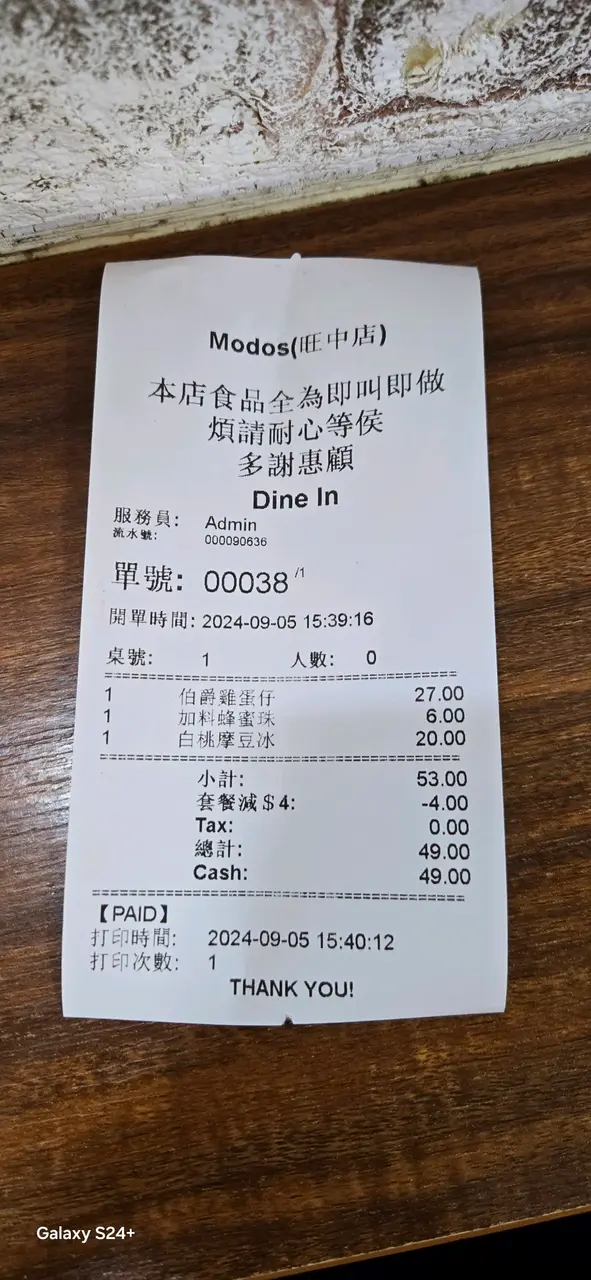 Modos(旺中店)
本店食品全為即叫即做
煩請耐心等侯
多謝惠顧
Dine In
服務員: Admin
流水號: 000090636
單號: 00038 /1
開單時間: 2024-09-05 15:39:16
桌號: 1 人數: 0
===============================================
1 伯爵雞蛋仔 27.00
1 加料蜂蜜珠 6.00
1 白桃摩豆冰 20.00
===============================================
小計: 53.00
套餐減$4: -4.00
Tax: 0.00
總計: 49.00
Cash: 49.00
===============================================
【PAID】
打印時間: 2024-09-05 15:40:12
打印次數: 1
THANK YOU!
Galaxy S24+